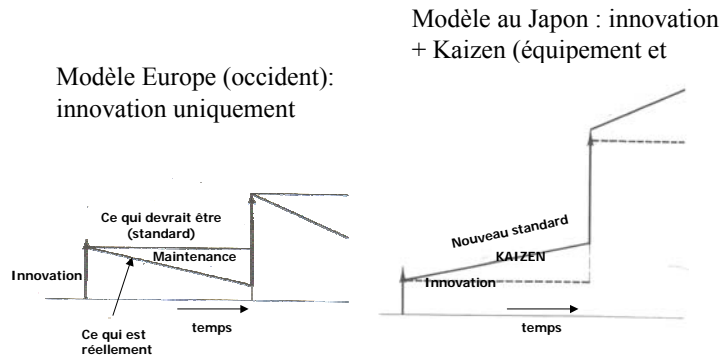 Modèle Europe (occident):
innovation uniquement
Ce qui devrait être
(standard)
Maintenance
Innovation
Ce qui est
réellement
temps
Modèle au Japon : innovation
+ Kaizen (équipement et
Nouveau standard
KAIZEN
Innovation
temps